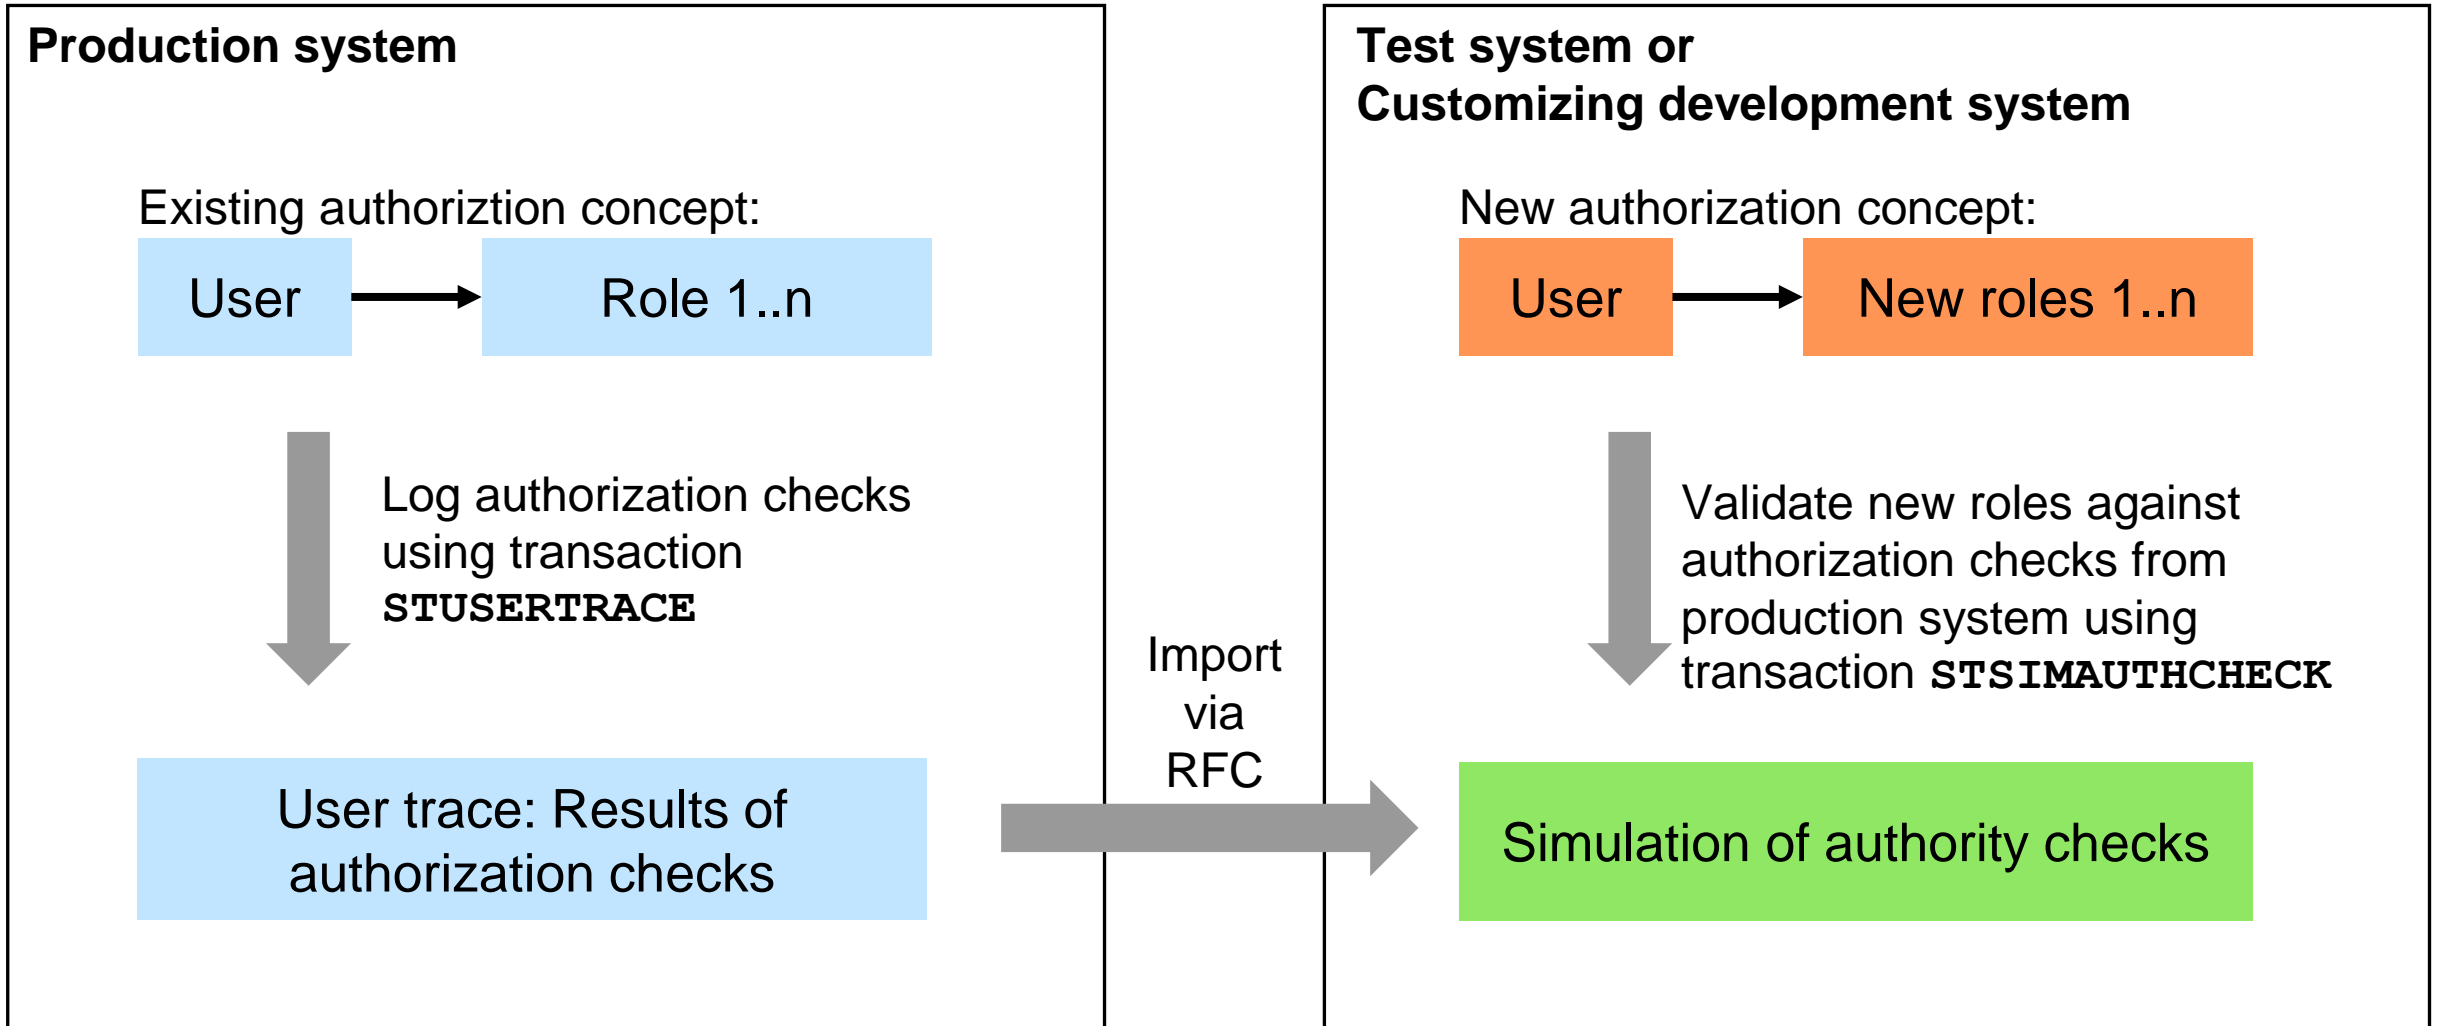 Production system
Existing authoriztion concept:
User
Role 1..n
Log authorization checks
using transaction
STUSERTRACE
User trace: Results of
authorization checks
Import
via
RFC
Test system or
Customizing development system
New authorization concept:
User
New roles 1..n
Validate new roles against
authorization checks from
production system using
transaction STSIMAUTHCHECK
Simulation of authority checks